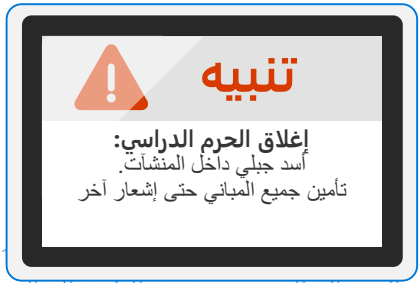 تنبيه
إغلاق الحرم الدراسي:
أسد جبلي داخل المنشآت.
تأمين جميع المباني حتى إشعار آخر